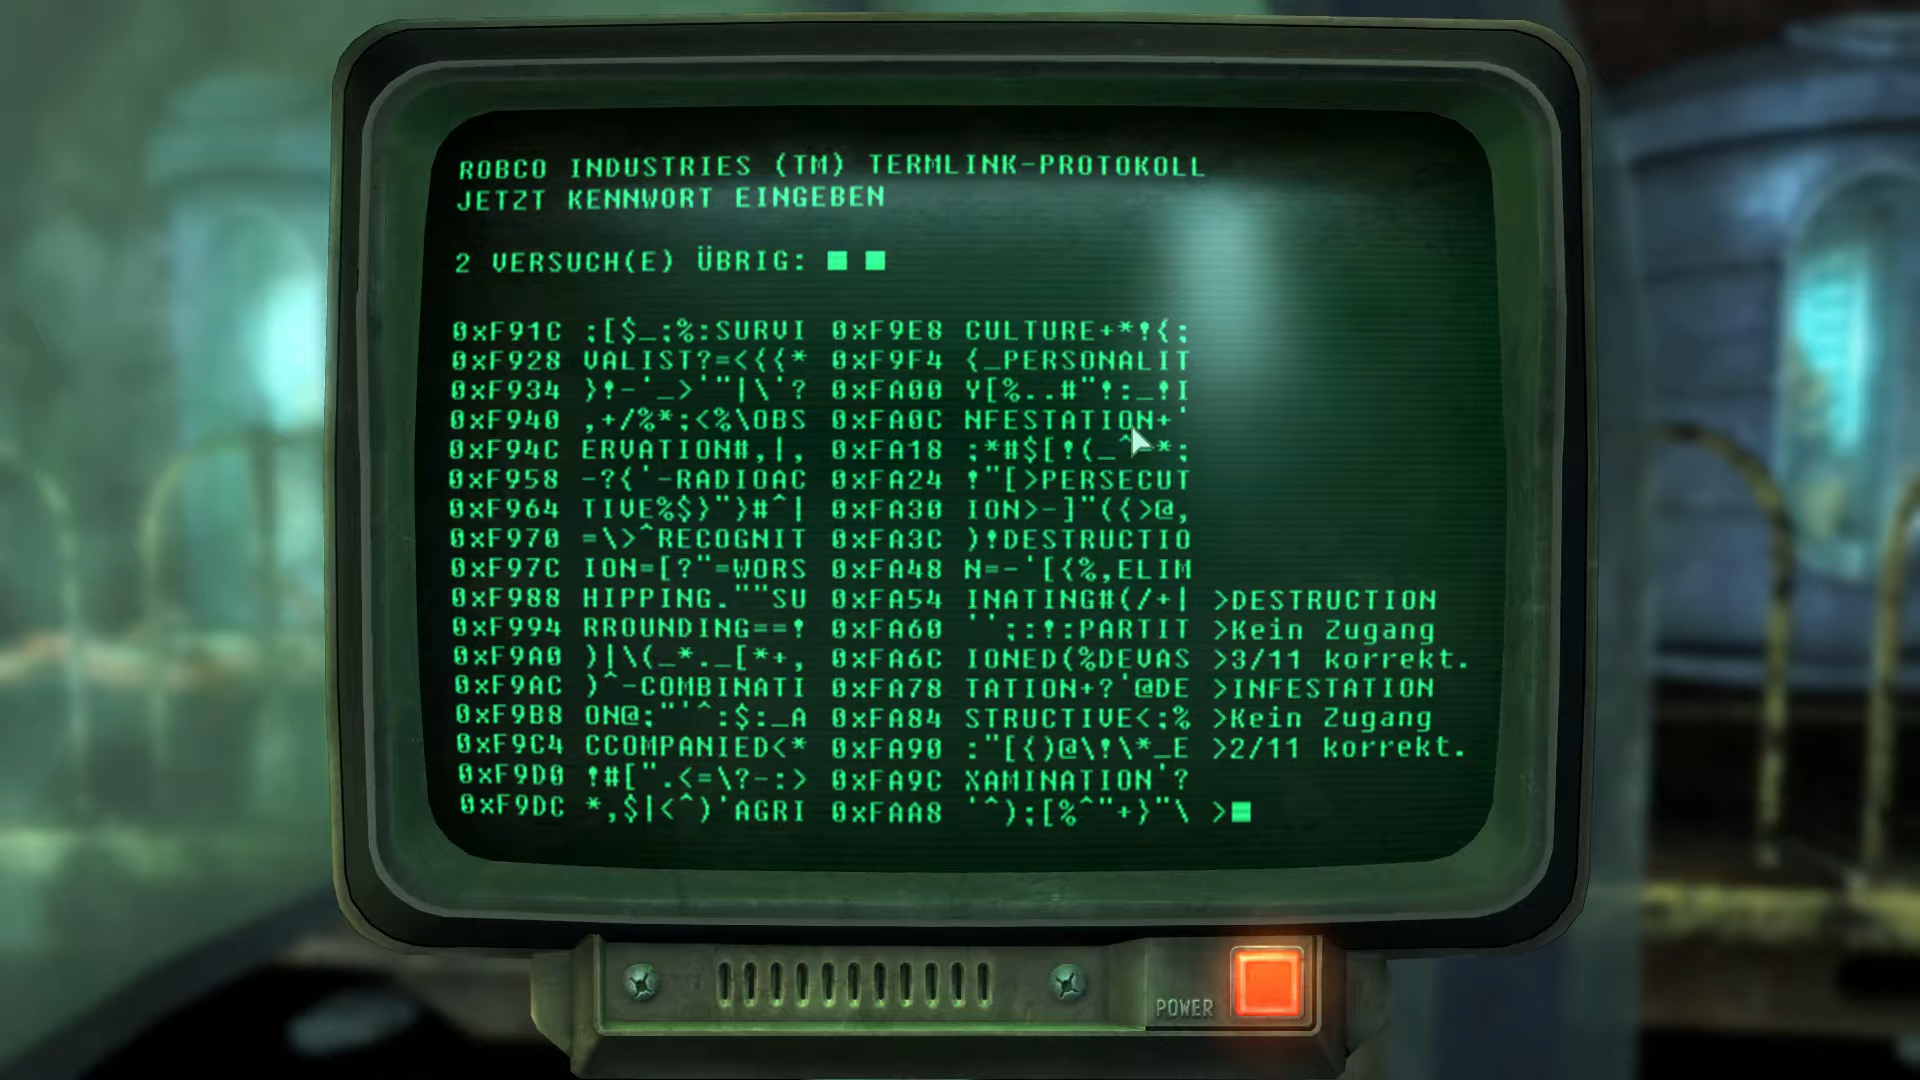 ROBCO INDUSTRIES (TM) TERMLINK-PROTOKOLL
JETZT KENNWORT EINGEBEN
2 VERSUCH(E) ÜBRIG: ■ ■
0xF91C ;[$_;%:SURVI 0xF9E8 CULTURE+*!{;
0xF928 VALIST?=<{{* 0xF9F4 {_PERSONALIT
0xF934 }!-'_>'"|\'? 0xFA00 Y[%..#"!:_!I
0xF940 ,+/%*;<%\OBS 0xFA0C NFESTATION+'
0xF94C ERVATION#,|, 0xFA18 ;*#$[!(_^ *;
0xF958 -?{'-RADIOAC 0xFA24 !"[>PERSECUT
0xF964 TIVE%$}"}#^| 0xFA30 ION>-]"({>@,
0xF970 =\>^RECOGNIT 0xFA3C )!DESTRUCTIO
0xF97C ION=[?"=WORS 0xFA48 N=-'[{%,ELIM
0xF988 HIPPING.""SU 0xFA54 INATING#(/+| >DESTRUCTION
0xF994 RROUNDING==! 0xFA60 '';:!:PARTIT >Kein Zugang
0xF9A0 )|\(_*._[*+, 0xFA6C IONED(%DEVAS >3/11 korrekt.
0xF9AC )^-COMBINATI 0xFA78 TATION+?'@DE >INFESTATION
0xF9B8 ON@;"'^:$:_A 0xFA84 STRUCTIVE<;% >Kein Zugang
0xF9C4 CCOMPANIED<* 0xFA90 :"[{)@\!\*_E >2/11 korrekt.
0xF9D0 !#[".<=\?-:> 0xFA9C XAMINATION'?
0xF9DC *,$|<^)'AGRI 0xFAA8 '^);[%^"+}"\ >■
POWER